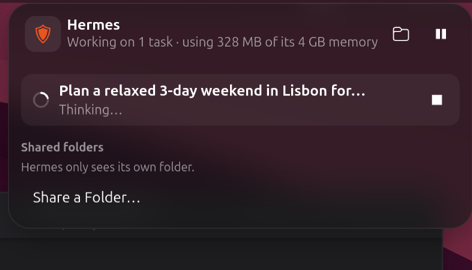 Hermes
Working on 1 task · using 328 MB of its 4 GB memory
Plan a relaxed 3-day weekend in Lisbon for…
Thinking…
Shared folders
Hermes only sees its own folder.
Share a Folder…